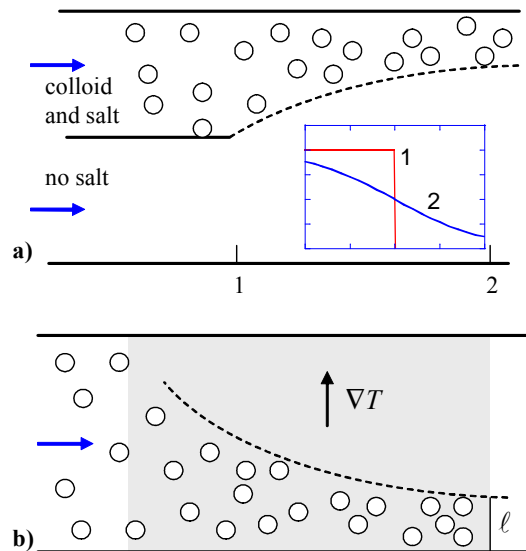 colloid
and salt
no salt
1
2
a)
1
2
∇T
b)
ℓ